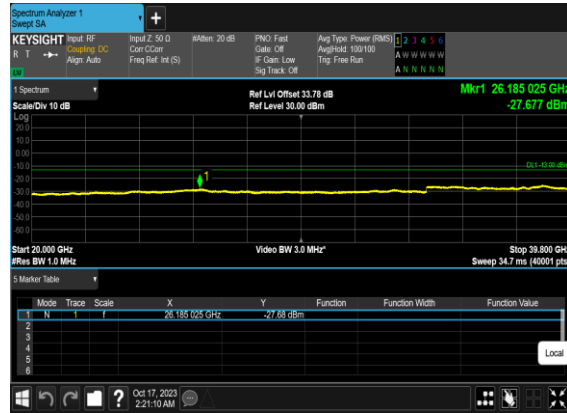 Spectrum Analyzer 1
Swept SA
+
KEYSIGHT Input: RF Input Z: 50 Ω #Atten: 20 dB PNO: Fast Avg Type: Power (RMS) 1 2 3 4 5 6
R T Coupling: DC Corr CCorr Gate: Off Avg|Hold: 100/100 A W W W W W
Align: Auto Freq Ref: Int (S) IF Gain: Low Trig: Free Run
Sig Track: Off A N N N N N
1 Spectrum Ref Lvl Offset 33.78 dB Mkr1 26.185 025 GHz
Scale/Div 10 dB Ref Level 30.00 dBm -27.677 dBm
Log
20.0
10.0
0.00
-10.0 DL1 -13.00 dBm
-20.0 1
-30.0
-40.0
-50.0
-60.0
Start 20.000 GHz Video BW 3.0 MHz* Stop 39.800 GHz
#Res BW 1.0 MHz Sweep 34.7 ms (40001 pts
5 Marker Table
Mode Trace Scale X Y Function Function Width Function Value
1 N 1 f 26.185 025 GHz -27.68 dBm
2
3
4
5
6
Local
? Oct 17, 2023
2:21:10 AM